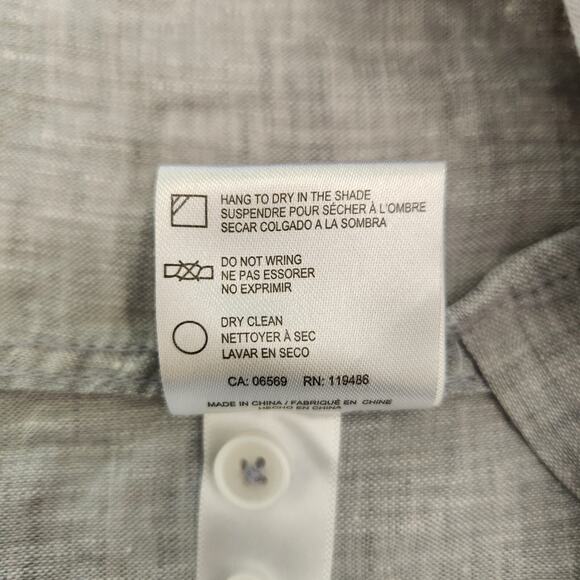 HANG TO DRY IN THE SHADE
SUSPENDRE POUR SÉCHER À L'OMBRE
SECAR COLGADO A LA SOMBRA
DO NOT WRING
NE PAS ESSORER
NO EXPRIMIR
DRY CLEAN
NETTOYER À SEC
LAVAR EN SECO
CA: 06569 RN: 119486
MADE IN CHINA / FABRIQUÉ EN CHINE
HECHO EN CHINA